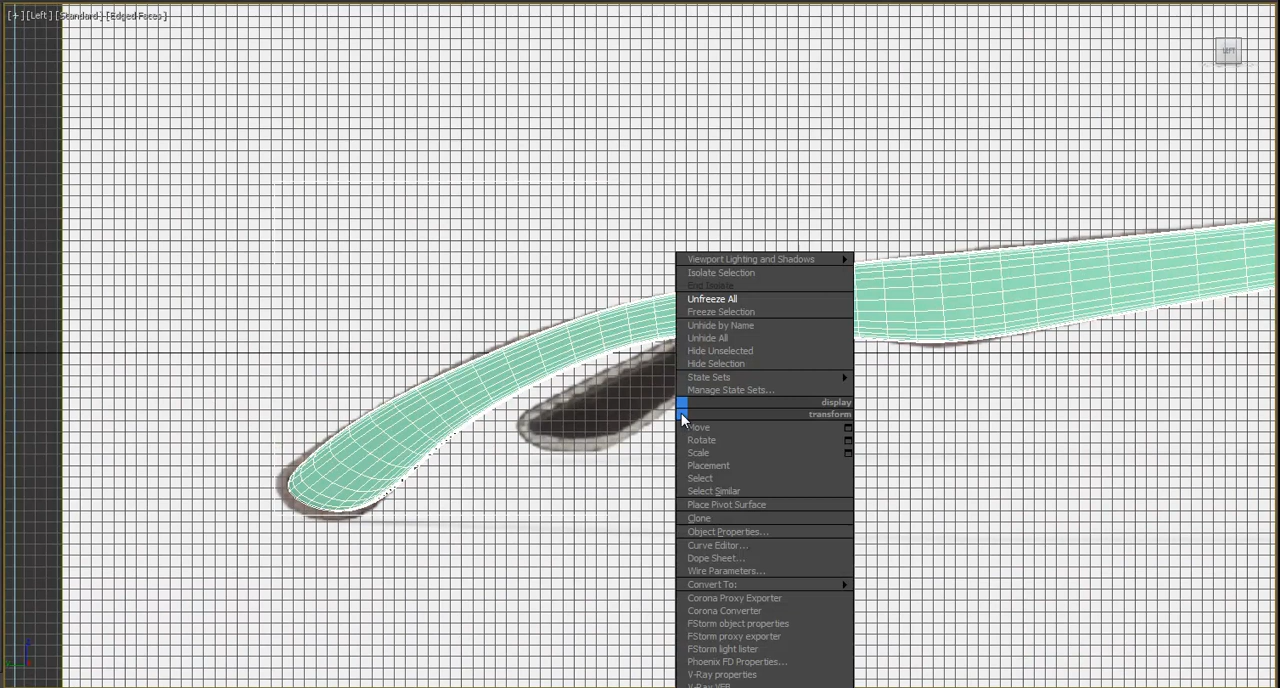 [+] [Left] [Standard] [Edged Faces]
Viewport Lighting and Shadows
Isolate Selection
End Isolate
Unfreeze All
Freeze Selection
Unhide by Name
Unhide All
Hide Unselected
Hide Selection
State Sets
Manage State Sets...
display
transform
Move
Rotate
Scale
Placement
Select
Select Similar
Place Pivot Surface
Clone
Object Properties...
Curve Editor...
Dope Sheet...
Wire Parameters...
Convert To:
Corona Proxy Exporter
Corona Converter
FStorm object properties
FStorm proxy exporter
FStorm light lister
Phoenix FD Properties...
V-Ray properties
V-Ray VFB